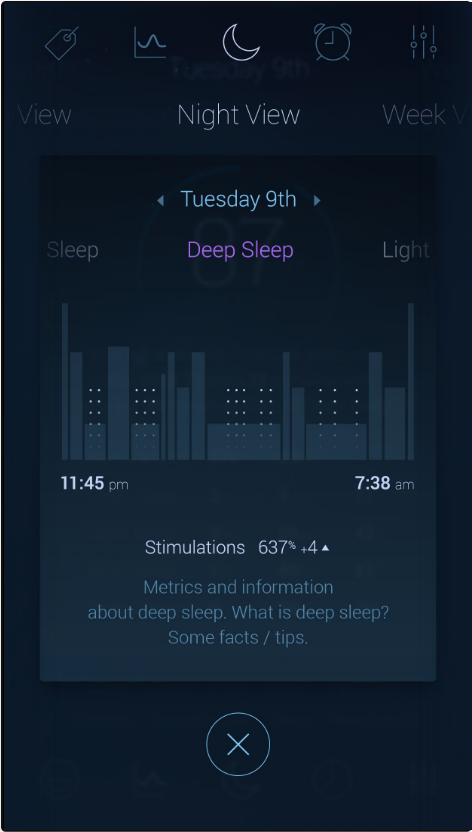 Tuesday 9th
View Night View Week V
Tuesday 9th
Sleep Deep Sleep Light
87
11:45 pm 7:38 am
Stimulations 637% +4
Metrics and information
about deep sleep. What is deep sleep?
Some facts / tips.